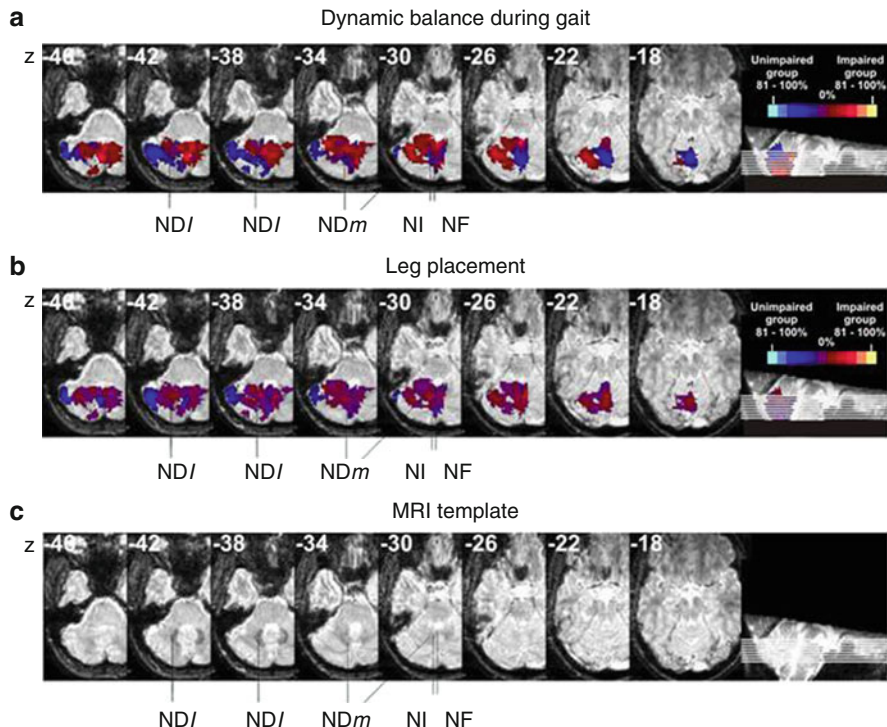 a
Dynamic balance during gait
z
-46 -42 -38 -34 -30 -26 -22 -18
Unimpaired group 81 - 100%
Impaired group 81 - 100%
0%
NDl NDl NDm NI NF
b
Leg placement
z
-46 -42 -38 -34 -30 -26 -22 -18
Unimpaired group 81 - 100%
Impaired group 81 - 100%
0%
NDl NDl NDm NI NF
c
MRI template
z
-46 -42 -38 -34 -30 -26 -22 -18
NDl NDl NDm NI NF